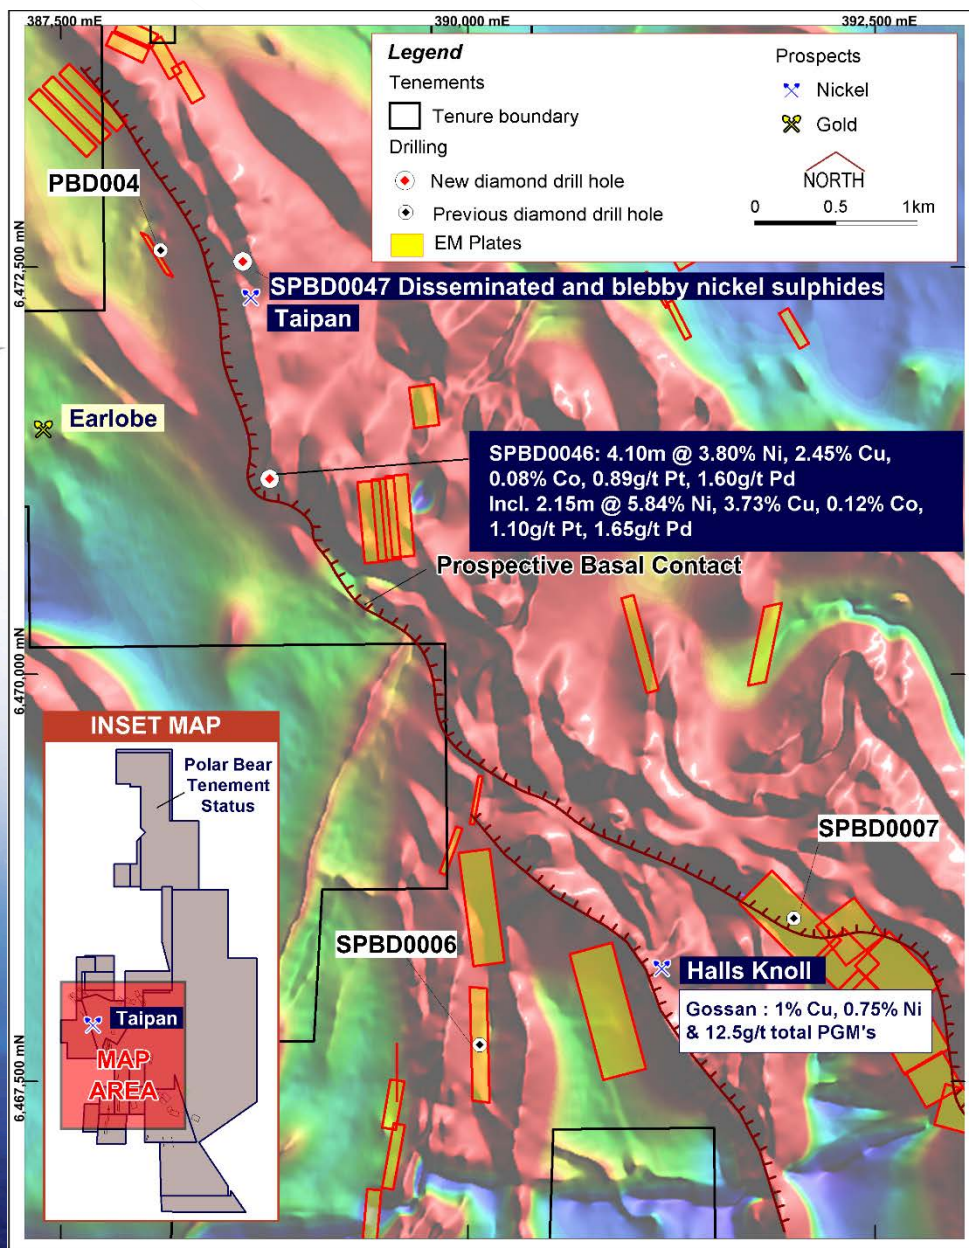 387,500 mE
390,000 mE
392,500 mE
Legend
Tenements
Tenure boundary
Drilling
New diamond drill hole
Previous diamond drill hole
EM Plates
Prospects
Nickel
Gold
NORTH
0 0.5 1km
PBD004
6,472,500 mN
SPBD0047 Disseminated and blebby nickel sulphides
Taipan
Earlobe
SPBD0046: 4.10m @ 3.80% Ni, 2.45% Cu,
0.08% Co, 0.89g/t Pt, 1.60g/t Pd
Incl. 2.15m @ 5.84% Ni, 3.73% Cu, 0.12% Co,
1.10g/t Pt, 1.65g/t Pd
Prospective Basal Contact
6,470,000 mN
INSET MAP
Polar Bear
Tenement
Status
Taipan
MAP
AREA
SPBD0007
SPBD0006
Halls Knoll
Gossan : 1% Cu, 0.75% Ni
& 12.5g/t total PGM's
6,467,500 mN